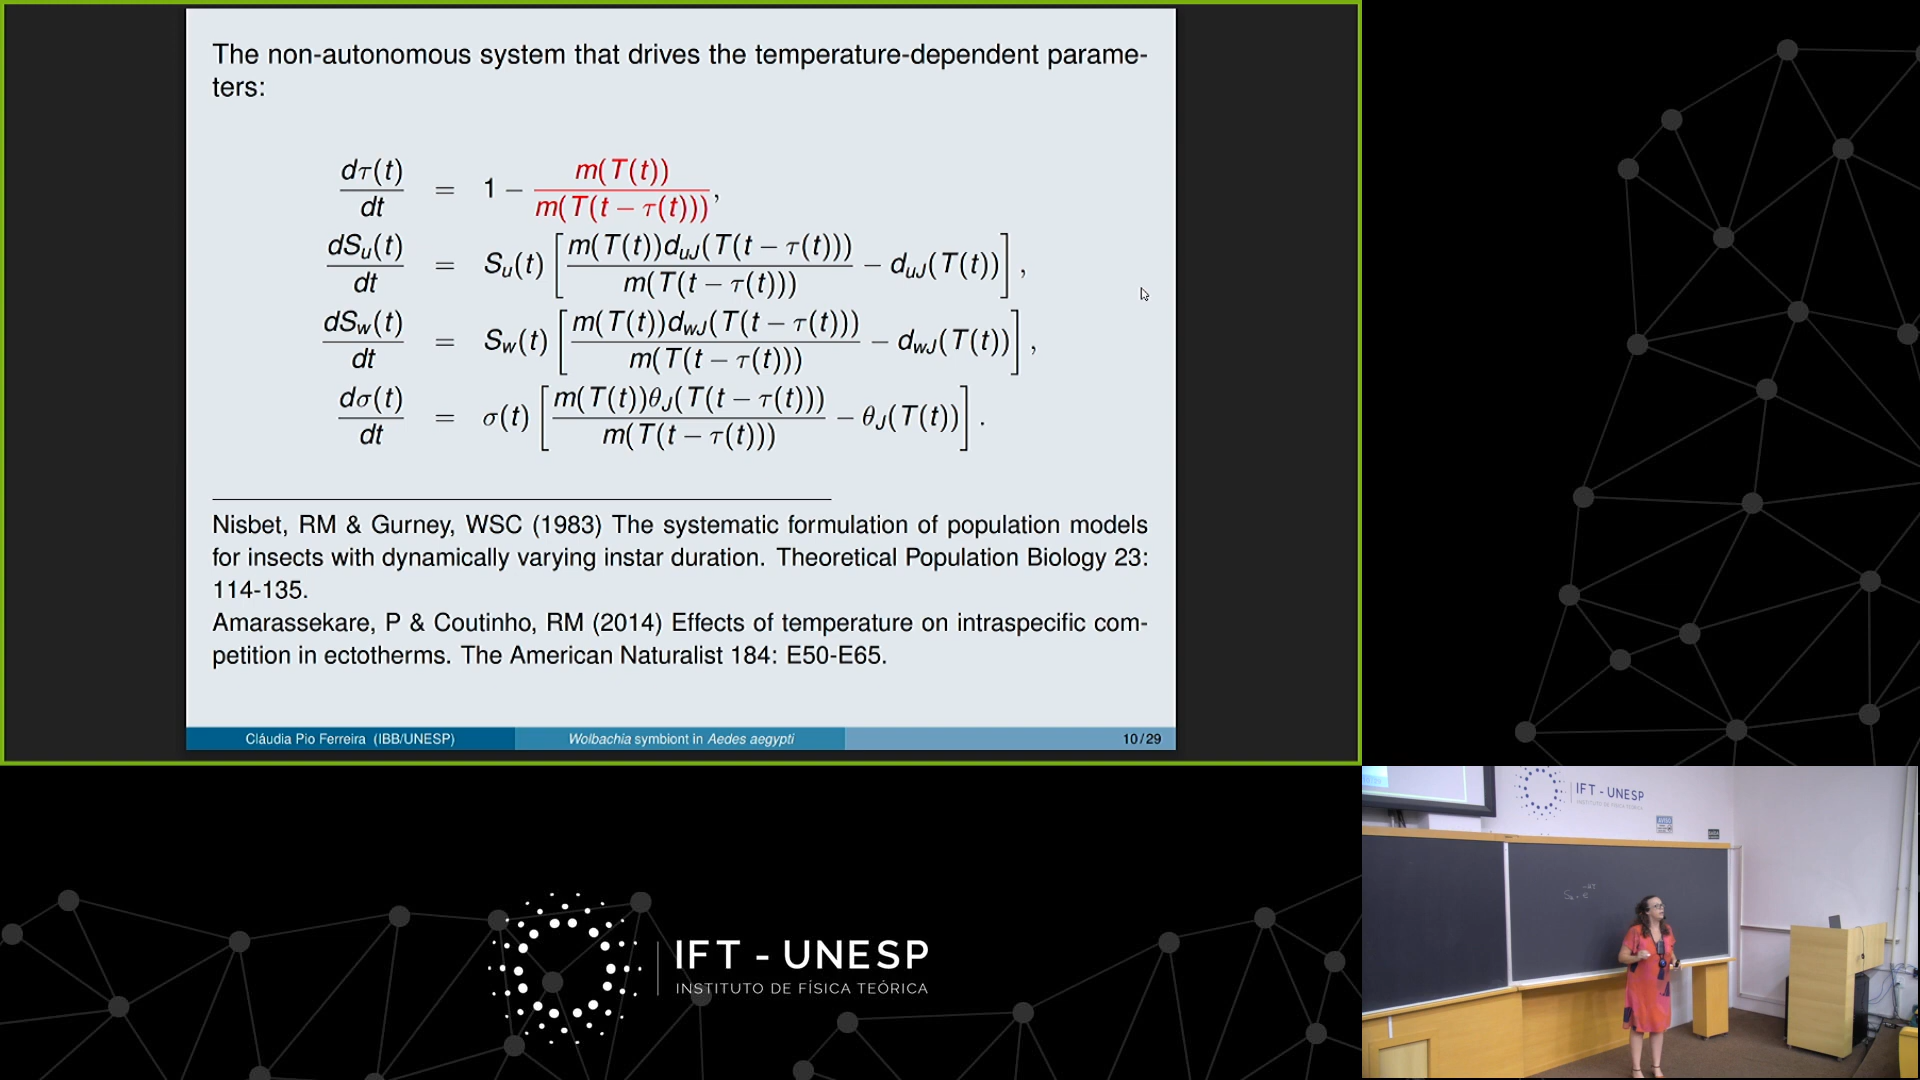 The non-autonomous system that drives the temperature-dependent parame-
ters:
dτ(t)/dt = 1 − m(T(t))/m(T(t − τ(t))),
dS_u(t)/dt = S_u(t) [ m(T(t))d_uJ(T(t − τ(t)))/m(T(t − τ(t))) − d_uJ(T(t)) ],
dS_w(t)/dt = S_w(t) [ m(T(t))d_wJ(T(t − τ(t)))/m(T(t − τ(t))) − d_wJ(T(t)) ],
dσ(t)/dt = σ(t) [ m(T(t))θ_J(T(t − τ(t)))/m(T(t − τ(t))) − θ_J(T(t)) ].
Nisbet, RM & Gurney, WSC (1983) The systematic formulation of population models
for insects with dynamically varying instar duration. Theoretical Population Biology 23:
114-135.
Amarassekare, P & Coutinho, RM (2014) Effects of temperature on intraspecific com-
petition in ectotherms. The American Naturalist 184: E50-E65.
Cláudia Pio Ferreira (IBB/UNESP) Wolbachia symbiont in Aedes aegypti 10/29
IFT - UNESP
INSTITUTO DE FÍSICA TEÓRICA
IFT - UNESP
INSTITUTO DE FÍSICA TEÓRICA